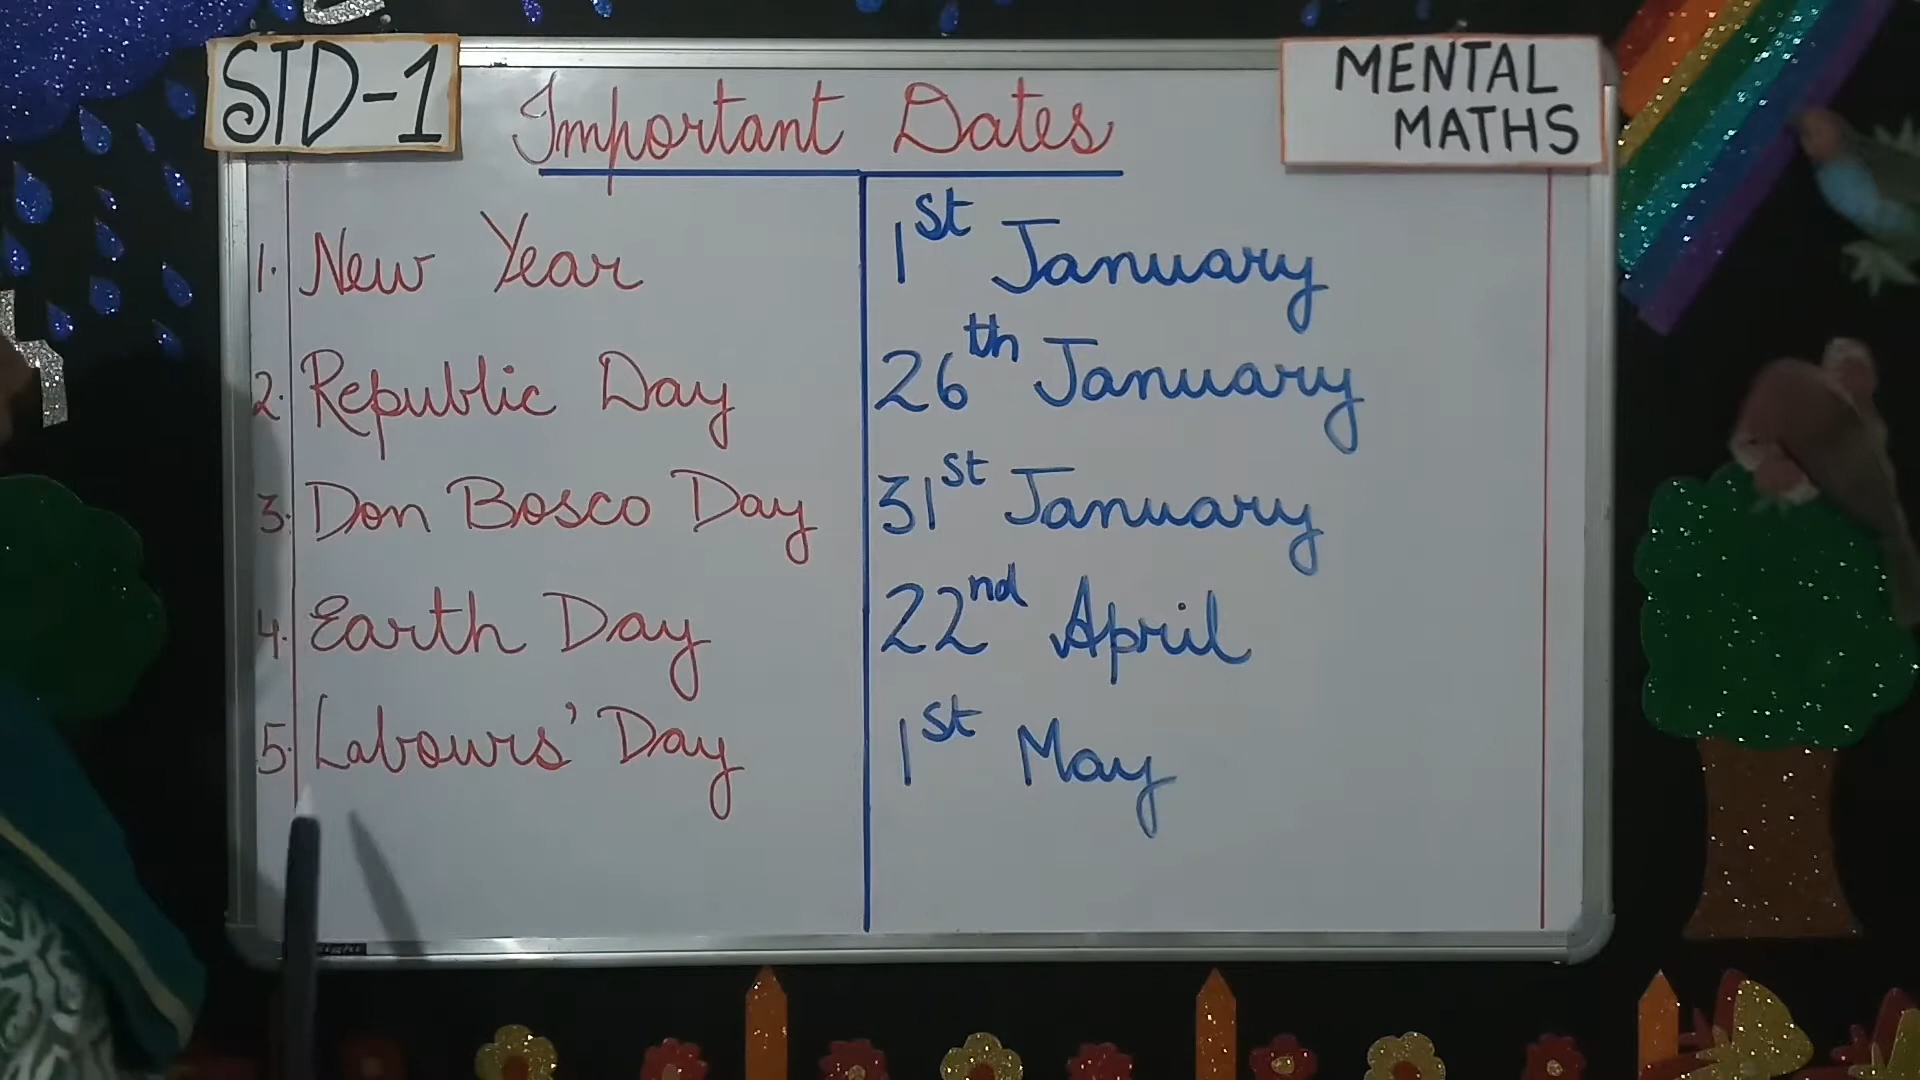 STD-1
Important Dates
MENTAL
MATHS
1. New Year 1st January
2. Republic Day 26th January
3. Don Bosco Day 31st January
4. Earth Day 22nd April
5. Labours' Day 1st May